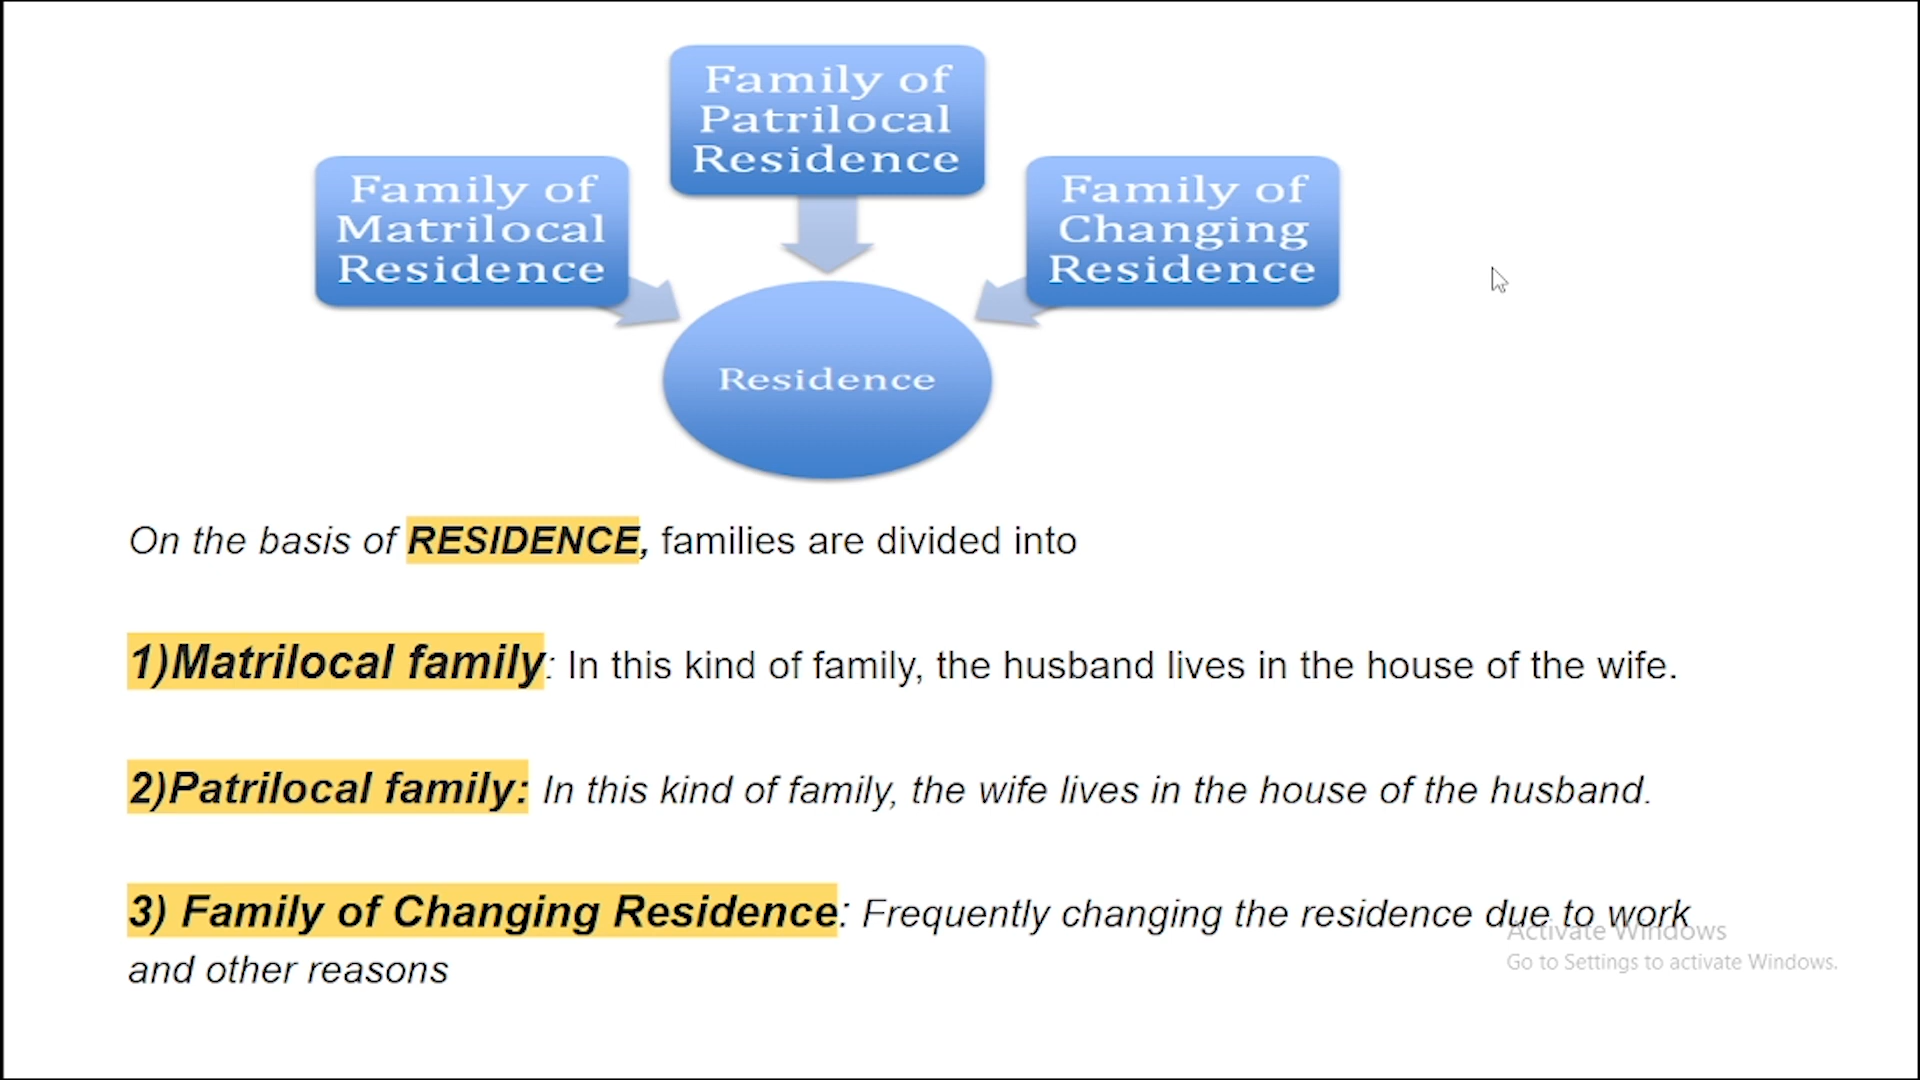 Family of
Patrilocal
Residence
Family of
Matrilocal
Residence
Family of
Changing
Residence
Residence
On the basis of RESIDENCE, families are divided into
1)Matrilocal family: In this kind of family, the husband lives in the house of the wife.
2)Patrilocal family: In this kind of family, the wife lives in the house of the husband.
3) Family of Changing Residence: Frequently changing the residence due to work
and other reasons
Activate Windows
Go to Settings to activate Windows.